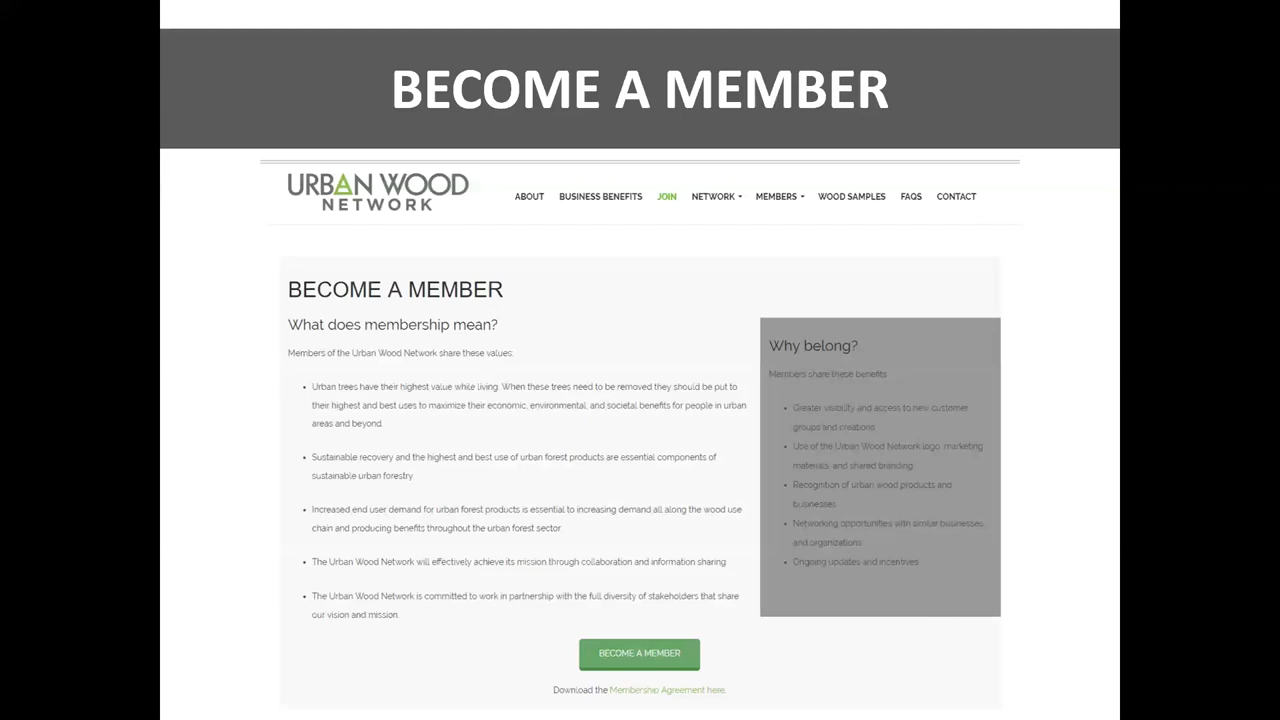 BECOME A MEMBER
URBAN WOOD
NETWORK
ABOUT BUSINESS BENEFITS JOIN NETWORK MEMBERS WOOD SAMPLES FAQS CONTACT
BECOME A MEMBER
What does membership mean?
Members of the Urban Wood Network share these values:
Urban trees have their highest value while living. When these trees need to be removed they should be put to
their highest and best uses to maximize their economic, environmental, and societal benefits for people in urban
areas and beyond.
Sustainable recovery and the highest and best use of urban forest products are essential components of
sustainable urban forestry.
Increased end user demand for urban forest products is essential to increasing demand all along the wood use
chain and producing benefits throughout the urban forest sector
The Urban Wood Network will effectively achieve its mission through collaboration and information sharing
The Urban Wood Network is committed to work in partnership with the full diversity of stakeholders that share
our vision and mission.
Why belong?
Members share these benefits
Greater visibility and access to new customer
groups and creations
Use of the Urban Wood Network logo, marketing
materials, and shared branding
Recognition of urban wood products and
businesses
Networking opportunities with similar businesses
and organizations
Ongoing updates and incentives
BECOME A MEMBER
Download the Membership Agreement here.